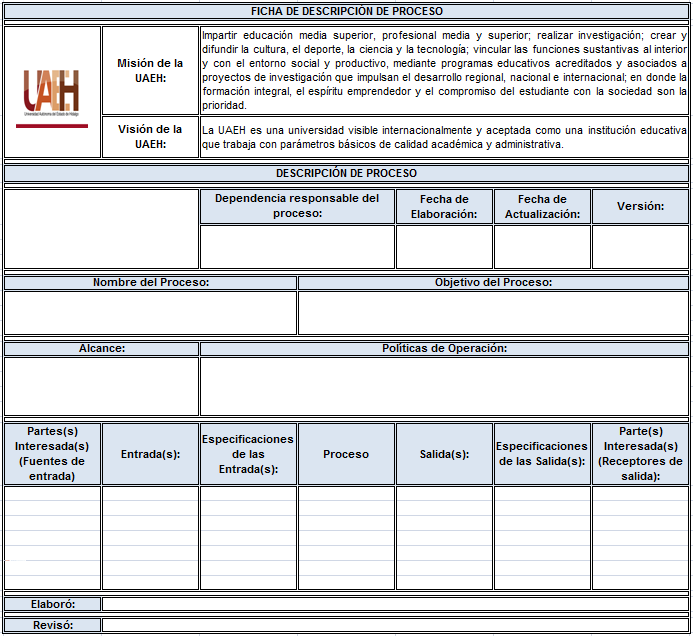 FICHA DE DESCRIPCIÓN DE PROCESO
UAEH
Universidad Autónoma del Estado de Hidalgo
Misión de la
UAEH:
Impartir educación media superior, profesional media y superior; realizar investigación; crear y
difundir la cultura, el deporte, la ciencia y la tecnología; vincular las funciones sustantivas al interior
y con el entorno social y productivo, mediante programas educativos acreditados y asociados a
proyectos de investigación que impulsan el desarrollo regional, nacional e internacional; en donde la
formación integral, el espíritu emprendedor y el compromiso del estudiante con la sociedad son la
prioridad.
Visión de la
UAEH:
La UAEH es una universidad visible internacionalmente y aceptada como una institución educativa
que trabaja con parámetros básicos de calidad académica y administrativa.
DESCRIPCIÓN DE PROCESO
Dependencia responsable del
proceso:
Fecha de
Elaboración:
Fecha de
Actualización:
Versión:
Nombre del Proceso:
Objetivo del Proceso:
Alcance:
Políticas de Operación:
Partes(s)
Interesada(s)
(Fuentes de
entrada)
Entrada(s):
Especificaciones
de las
Entrada(s):
Proceso
Salida(s):
Especificaciones
de las Salida(s):
Parte(s)
Interesada(s)
(Receptores de
salida):
Elaboró:
Revisó: